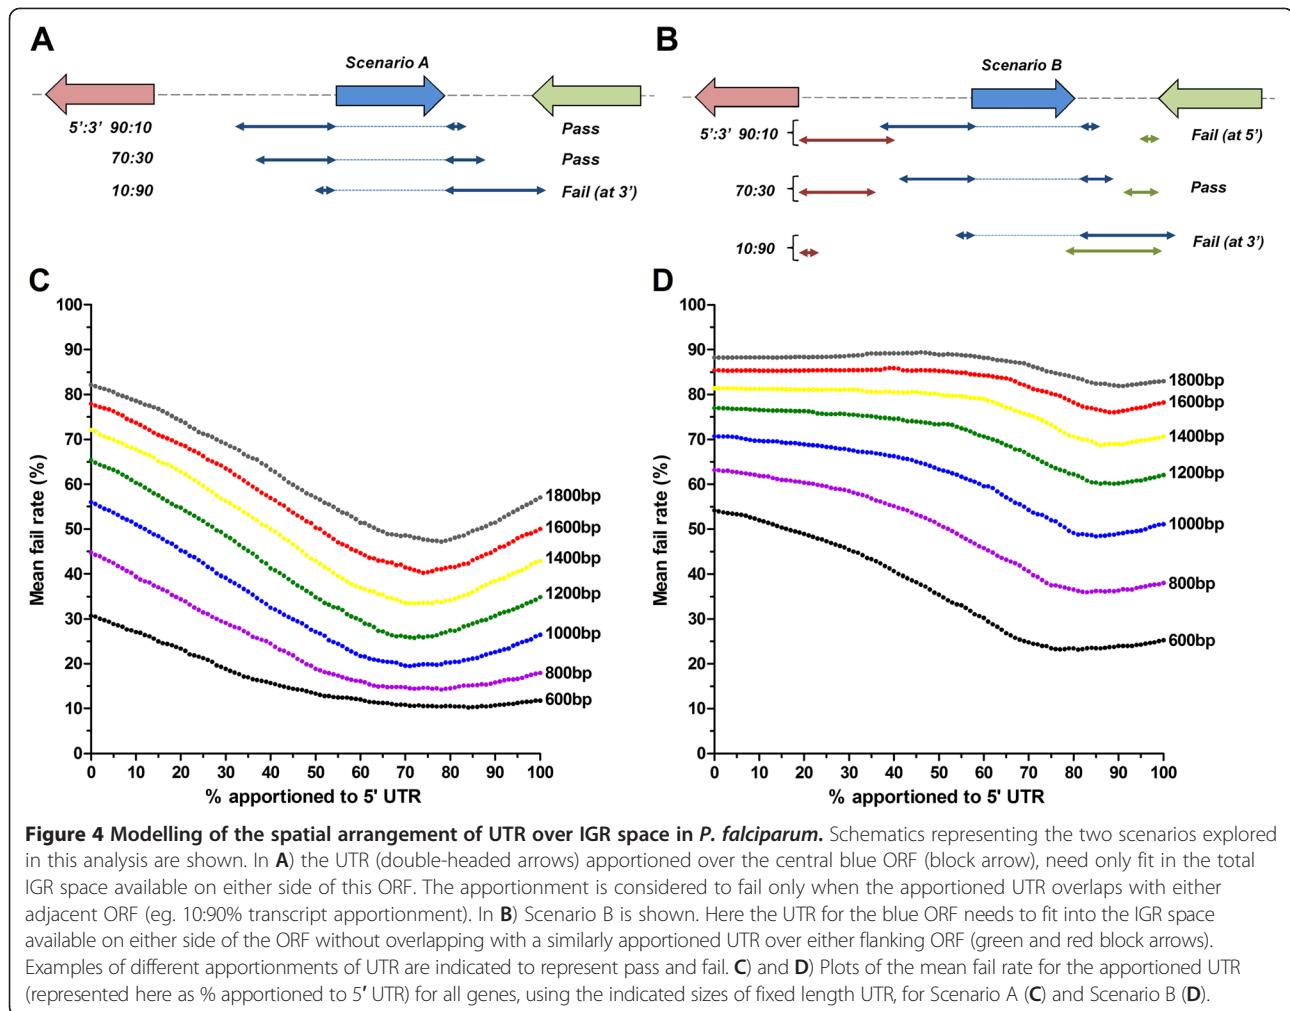 A
Scenario A
5':3' 90:10
Pass
70:30
Pass
10:90
Fail (at 3')
B
Scenario B
5':3' 90:10
Fail (at 5')
70:30
Pass
10:90
Fail (at 3')
C
100
90
80
70
60
50
40
30
20
10
0
Mean fail rate (%)
1800bp
1600bp
1400bp
1200bp
1000bp
800bp
600bp
0 10 20 30 40 50 60 70 80 90 100
% apportioned to 5' UTR
D
100
90
80
70
60
50
40
30
20
10
0
Mean fail rate (%)
1800bp
1600bp
1400bp
1200bp
1000bp
800bp
600bp
0 10 20 30 40 50 60 70 80 90 100
% apportioned to 5' UTR
Figure 4 Modelling of the spatial arrangement of UTR over IGR space in P. falciparum. Schematics representing the two scenarios explored
in this analysis are shown. In A) the UTR (double-headed arrows) apportioned over the central blue ORF (block arrow), need only fit in the total
IGR space available on either side of this ORF. The apportionment is considered to fail only when the apportioned UTR overlaps with either
adjacent ORF (eg. 10:90% transcript apportionment). In B) Scenario B is shown. Here the UTR for the blue ORF needs to fit into the IGR space
available on either side of the ORF without overlapping with a similarly apportioned UTR over either flanking ORF (green and red block arrows).
Examples of different apportionments of UTR are indicated to represent pass and fail. C) and D) Plots of the mean fail rate for the apportioned UTR
(represented here as % apportioned to 5′ UTR) for all genes, using the indicated sizes of fixed length UTR, for Scenario A (C) and Scenario B (D).